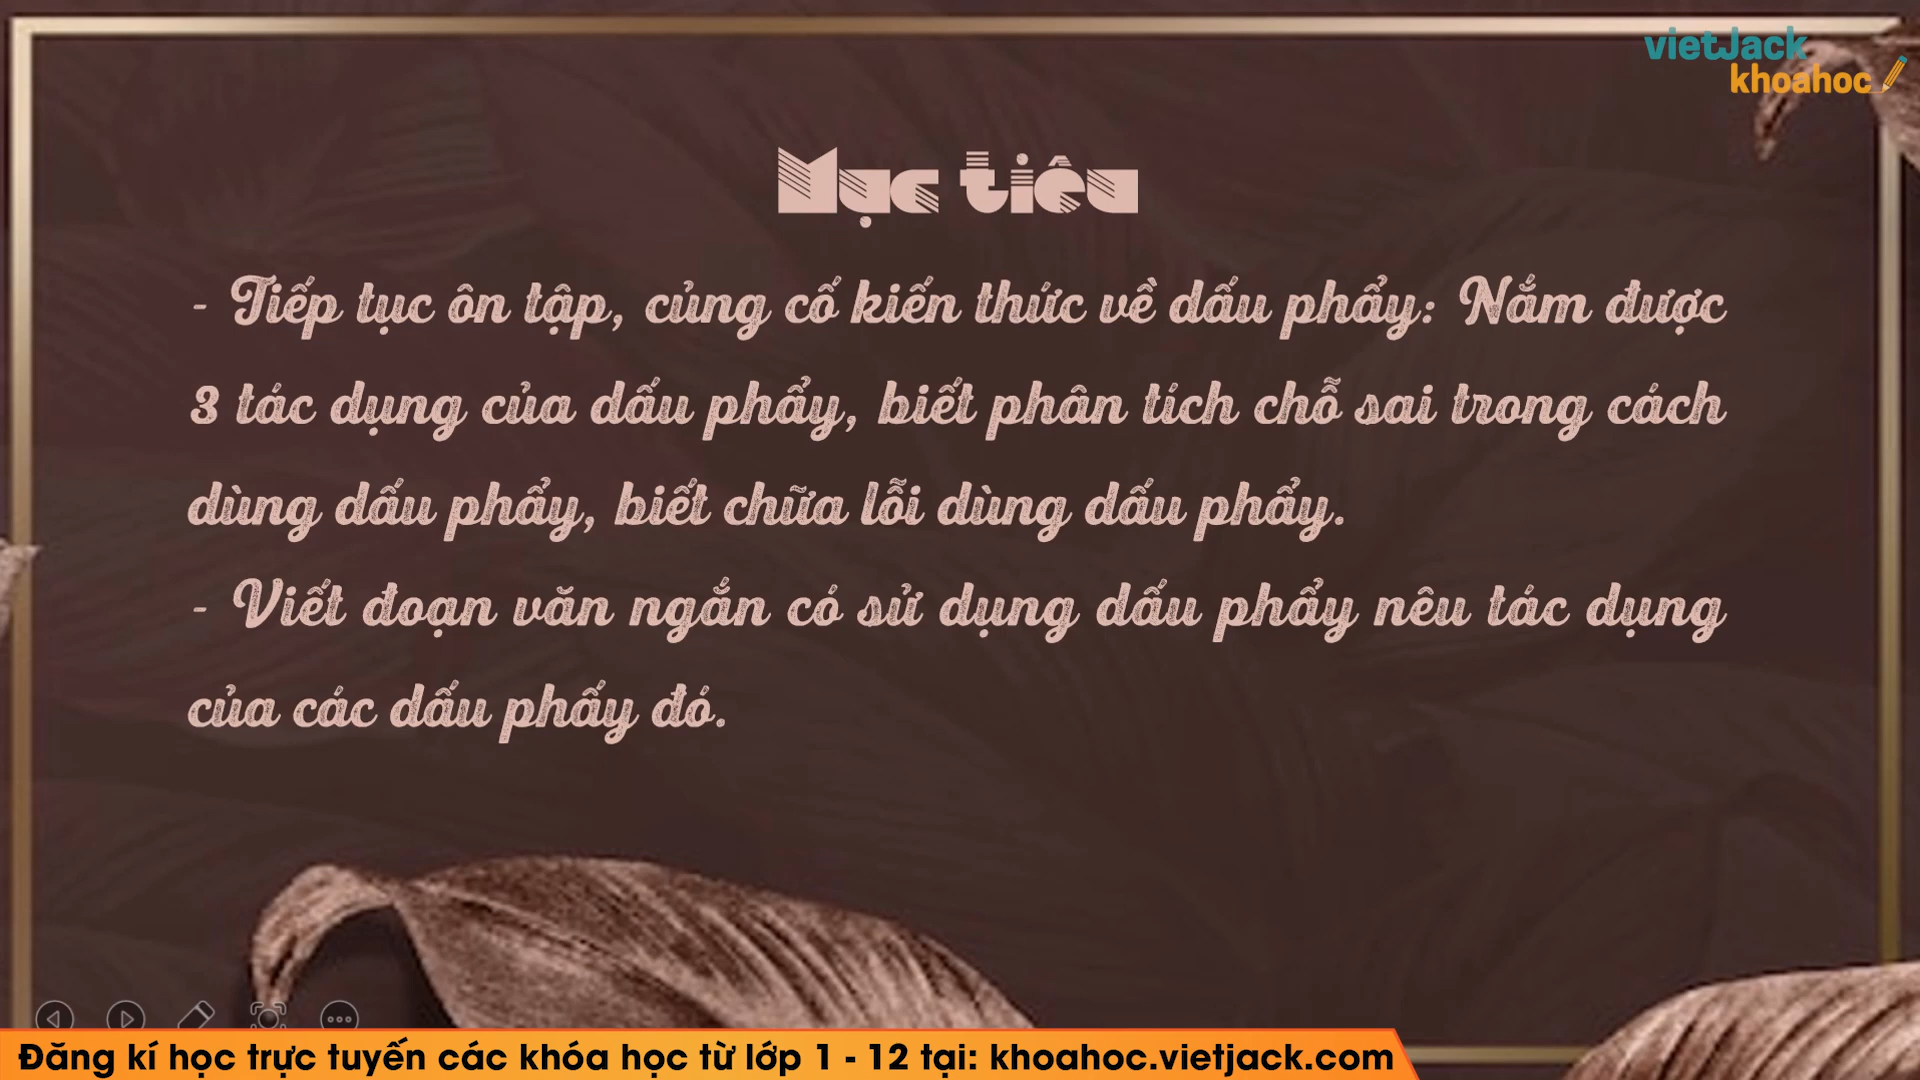 vietJack
khoahoc
Mục tiêu
- Tiếp tục ôn tập, củng cố kiến thức về dấu phẩy: Nắm được
3 tác dụng của dấu phẩy, biết phân tích chỗ sai trong cách
dùng dấu phẩy, biết chữa lỗi dùng dấu phẩy.
- Viết đoạn văn ngắn có sử dụng dấu phẩy nêu tác dụng
của các dấu phấy đó.
Đăng kí học trực tuyến các khóa học từ lớp 1 - 12 tại: khoahoc.vietjack.com